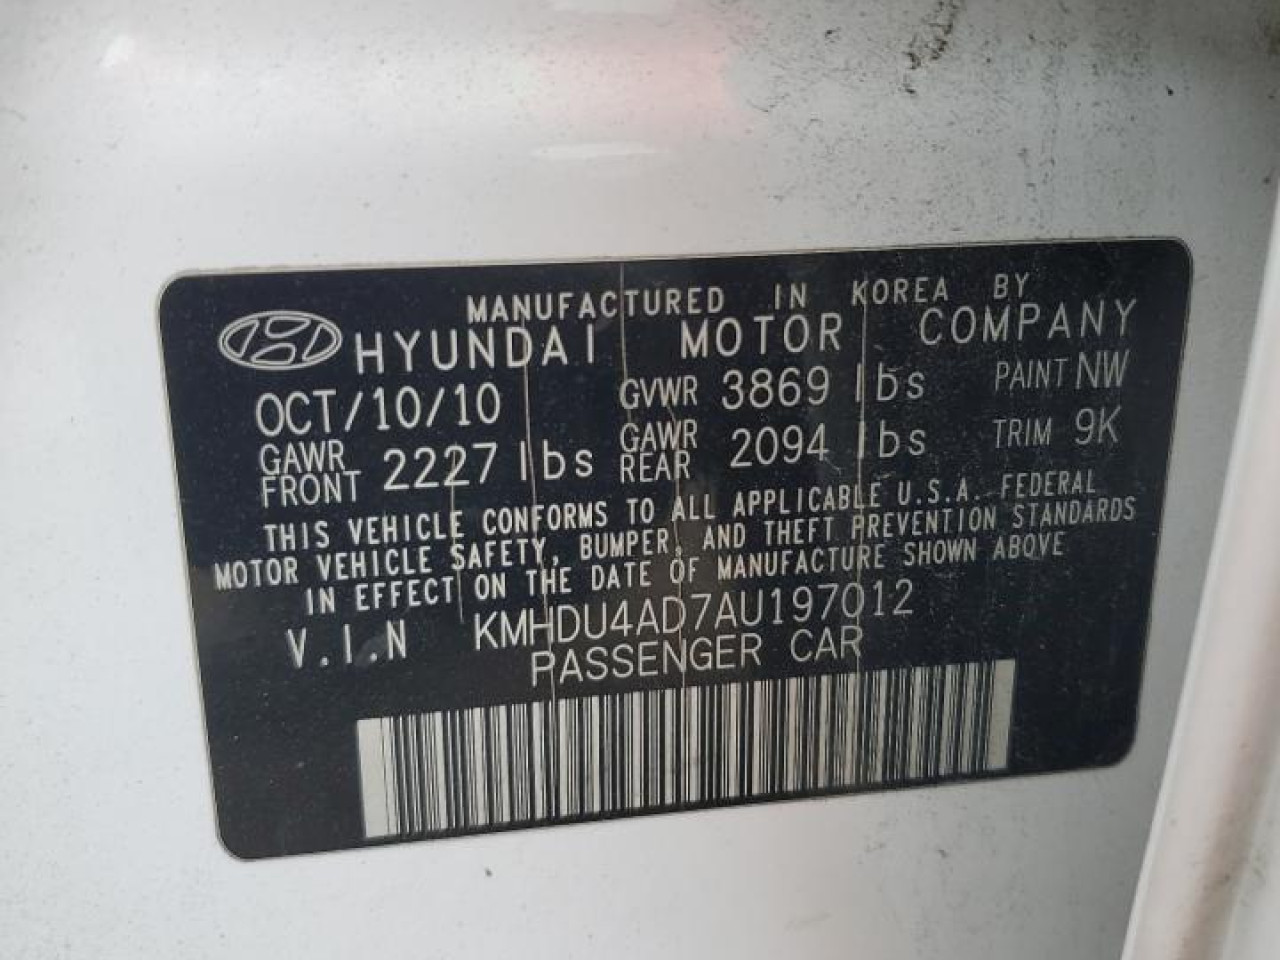 MANUFACTURED IN KOREA BY
HYUNDAI MOTOR COMPANY
OCT/10/10 GVWR 3869 lbs PAINT NW
GAWR FRONT 2227 lbs GAWR REAR 2094 lbs TRIM 9K
THIS VEHICLE CONFORMS TO ALL APPLICABLE U.S.A. FEDERAL
MOTOR VEHICLE SAFETY, BUMPER, AND THEFT PREVENTION STANDARDS
IN EFFECT ON THE DATE OF MANUFACTURE SHOWN ABOVE
V.I.N KMHDU4AD7AU197012
PASSENGER CAR